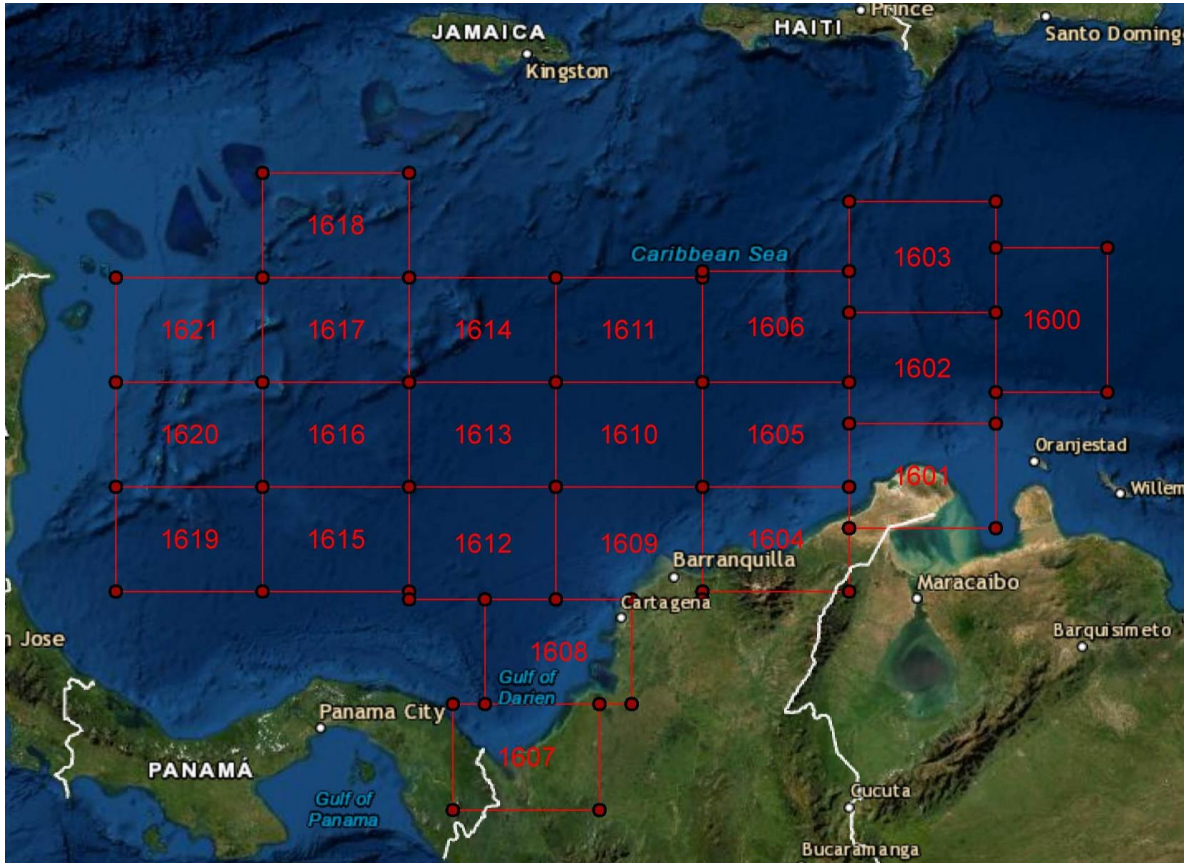 Prince
JAMAICA
HAITI
Santo Doming
Kingston
1618
Caribbean Sea
1603
1621
1617
1614
1611
1606
1600
1602
1620
1616
1613
1610
1605
Oranjestad
1601
Willem
1619
1615
1612
1609
1604
Barranquilla
Maracaibo
Cartagena
n Jose
Barquisimeto
1608
Gulf of
Darien
Panama City
1607
PANAMÁ
Gulf of
Panama
Cucuta
Bucaramanga